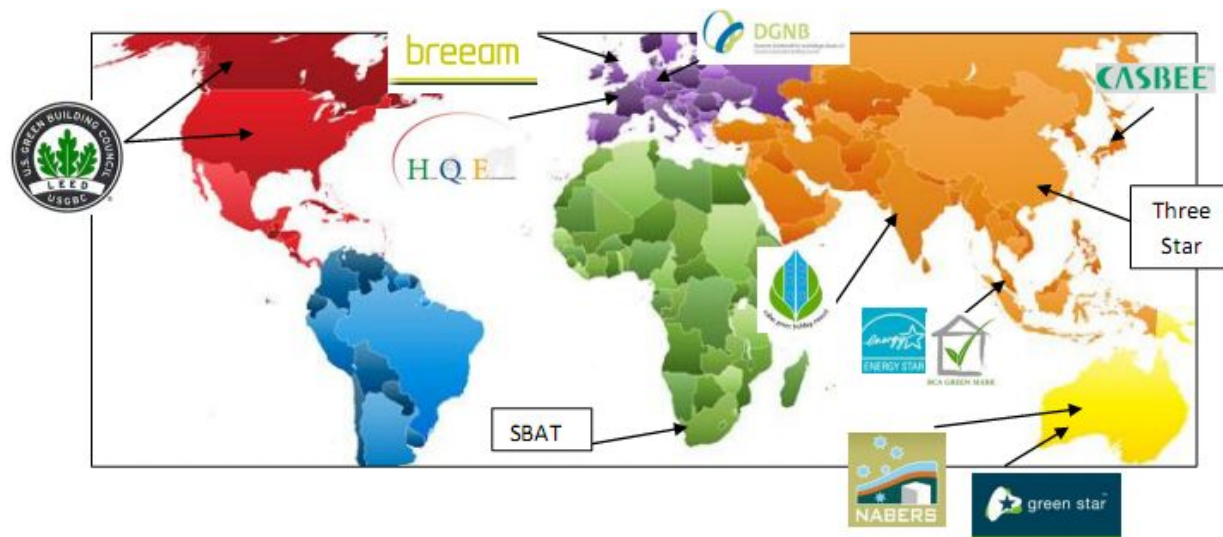 breeam
DGNB
CASBEE™
U.S. GREEN BUILDING COUNCIL
LEED
USGBC
H Q E
Three
Star
energy
ENERGY STAR
BCA GREEN MARK
SBAT
NABERS
green star